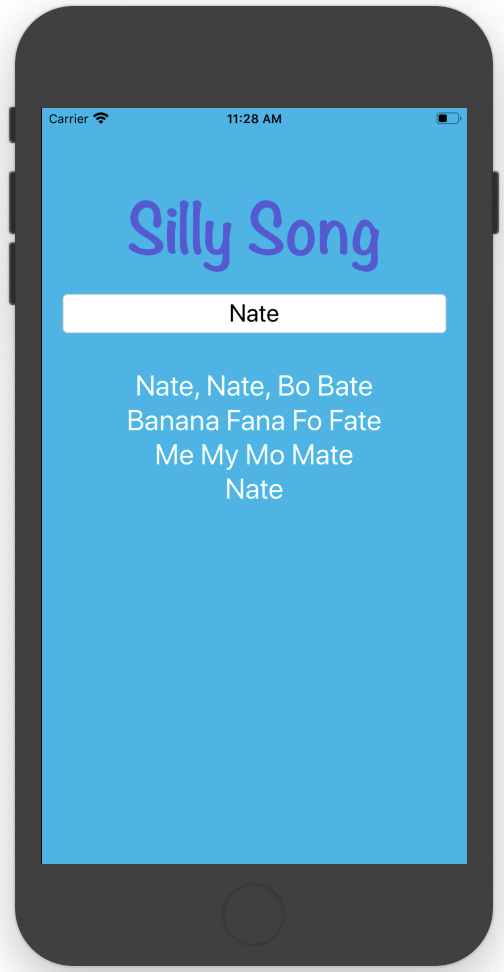 Carrier 11:28 AM
Silly Song
Nate
Nate, Nate, Bo Bate
Banana Fana Fo Fate
Me My Mo Mate
Nate